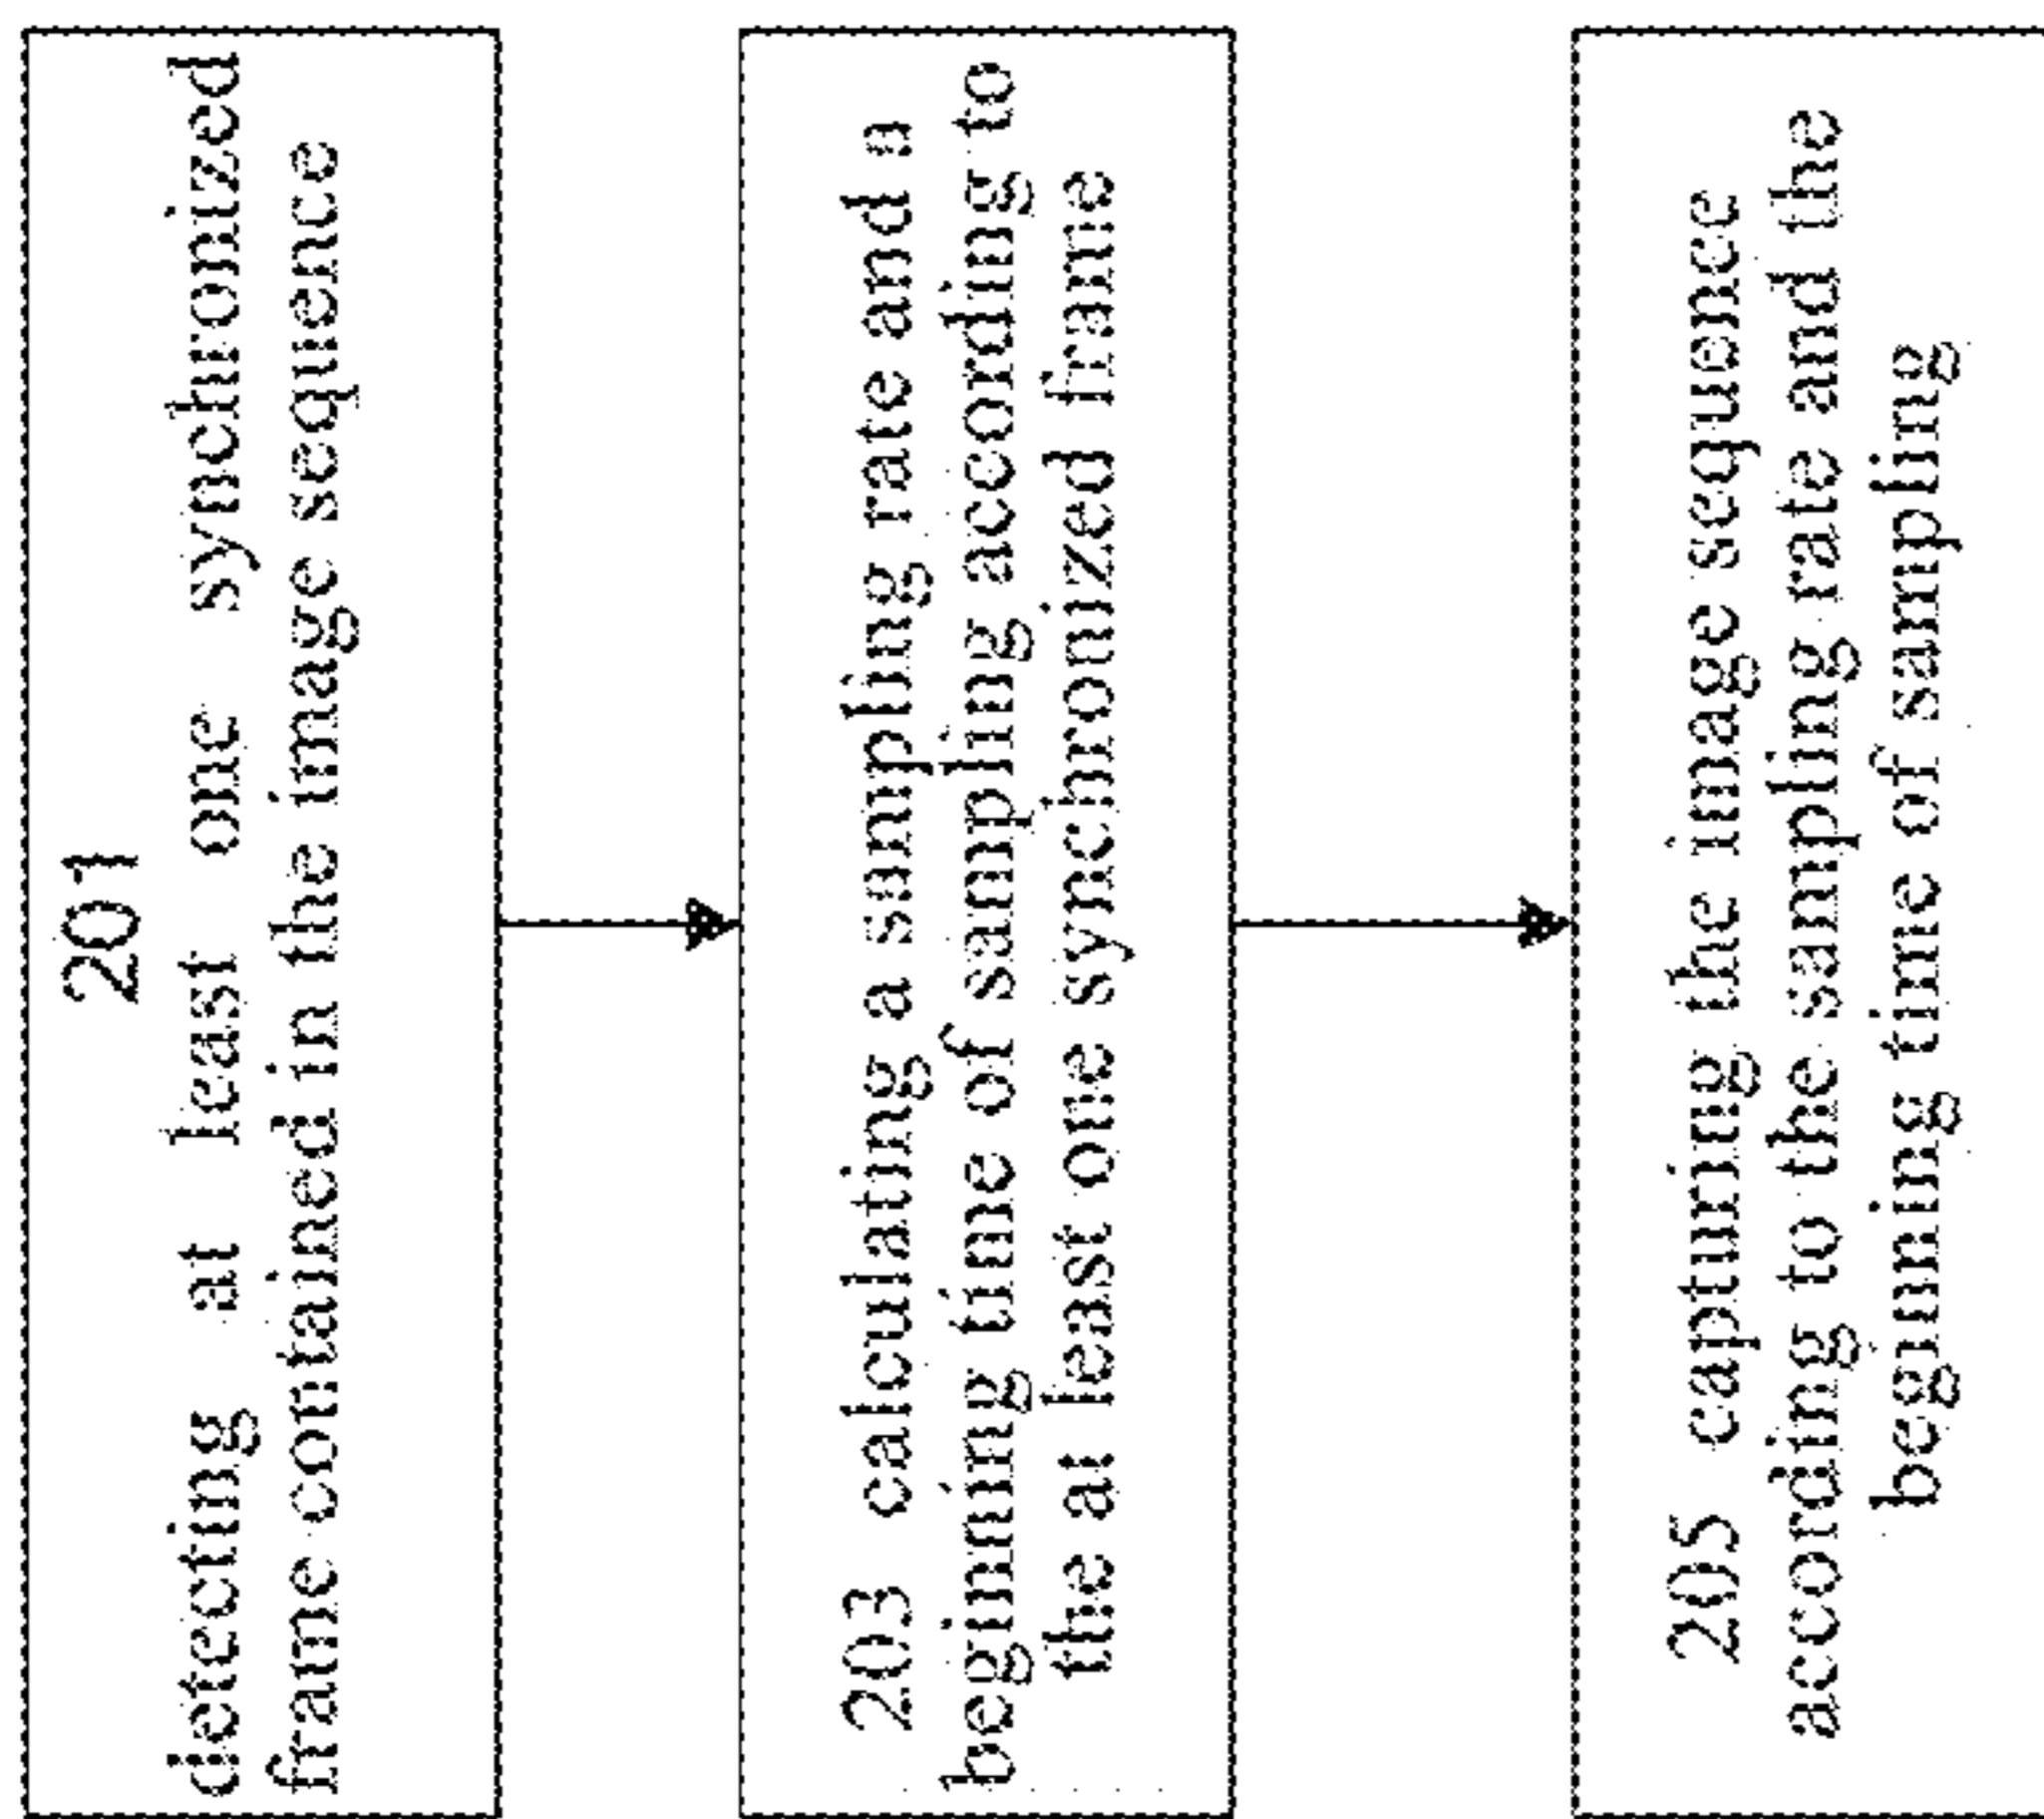 201
detecting at least one synchronized
frame contained in the image sequence
203 calculating a sampling rate and a
beginning time of sampling according to
the at least one synchronized frame
205 capturing the image sequence
according to the sampling rate and the
beginning time of sampling